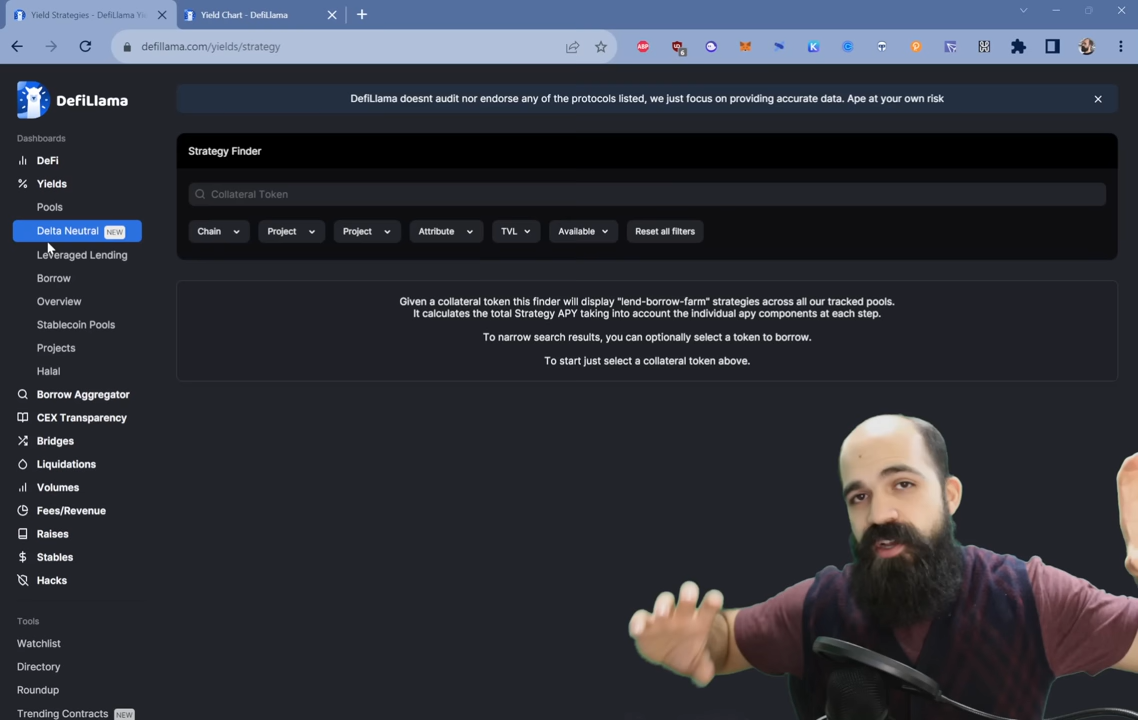 Yield Strategies - DefiLlama Yi
Yield Chart - DefiLlama
defillama.com/yields/strategy
ABP
6
K
DefiLlama
DefiLlama doesnt audit nor endorse any of the protocols listed, we just focus on providing accurate data. Ape at your own risk
Dashboards
DeFi
Yields
Pools
Delta Neutral NEW
Leveraged Lending
Borrow
Overview
Stablecoin Pools
Projects
Halal
Borrow Aggregator
CEX Transparency
Bridges
Liquidations
Volumes
Fees/Revenue
Raises
Stables
Hacks
Tools
Watchlist
Directory
Roundup
Trending Contracts NEW
Strategy Finder
Collateral Token
Chain Project Project Attribute TVL Available Reset all filters
Given a collateral token this finder will display "lend-borrow-farm" strategies across all our tracked pools.
It calculates the total Strategy APY taking into account the individual apy components at each step.
To narrow search results, you can optionally select a token to borrow.
To start just select a collateral token above.